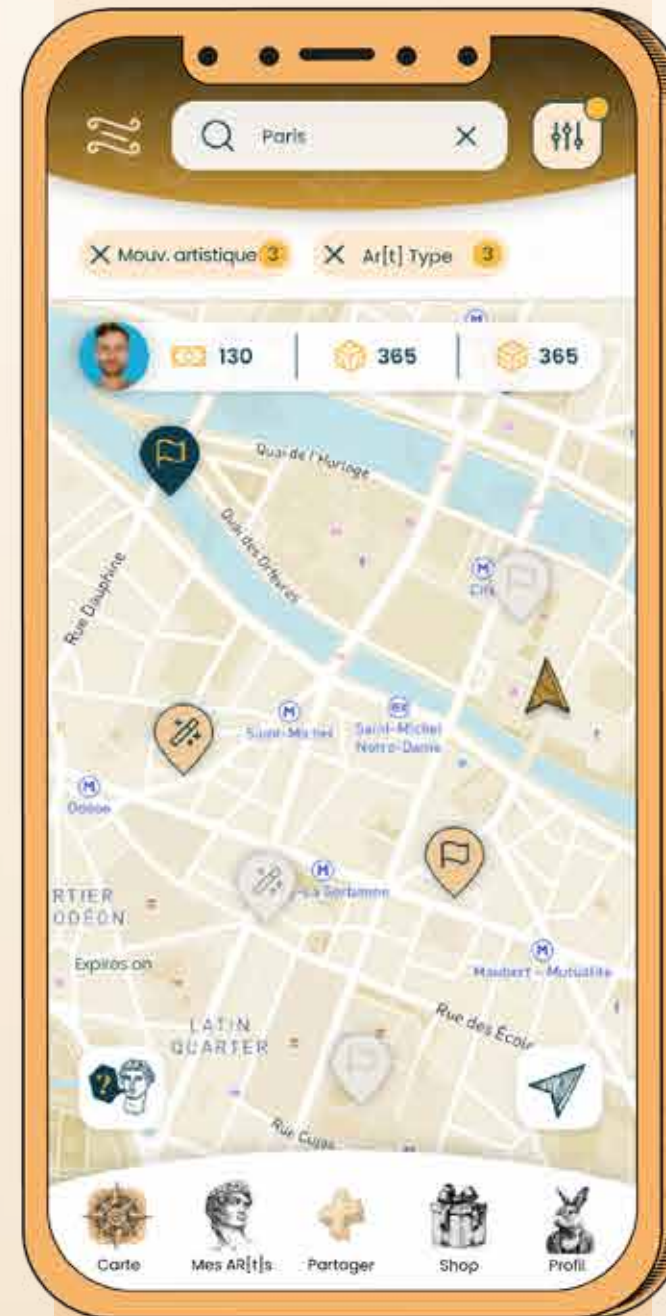 Paris
Mouv. artistique 3
Ar[t] Type 3
M
130
365
365
Quai de l'Horloge
Quai des Orfèvres
Rue Dauphine
M
Cité
M
Saint-Michel
Saint-Michel
Notre-Dame
M
Odéon
M
-La Sorbonne
RTIER
ODÉON
Expires on
M
Maubert - Mutualité
LATIN
QUARTER
Rue des Écoles
?
Rue Cujas
Carte
Mes AR[t]s
Partager
Shop
Profil